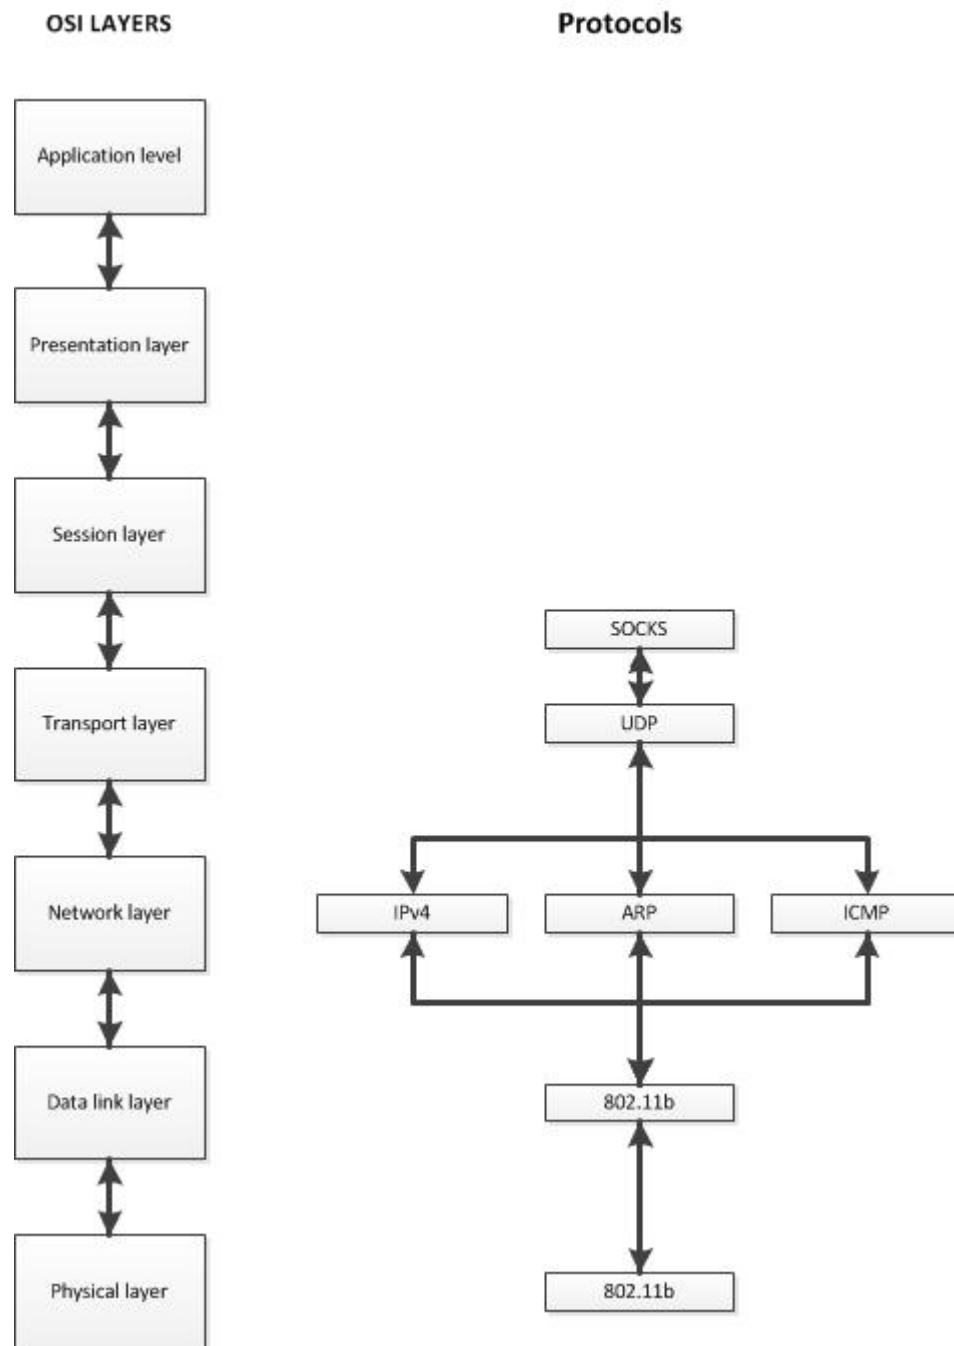 OSI LAYERS
Protocols
Application level
Presentation layer
Session layer
SOCKS
Transport layer
UDP
Network layer
IPv4
ARP
ICMP
Data link layer
802.11b
Physical layer
802.11b